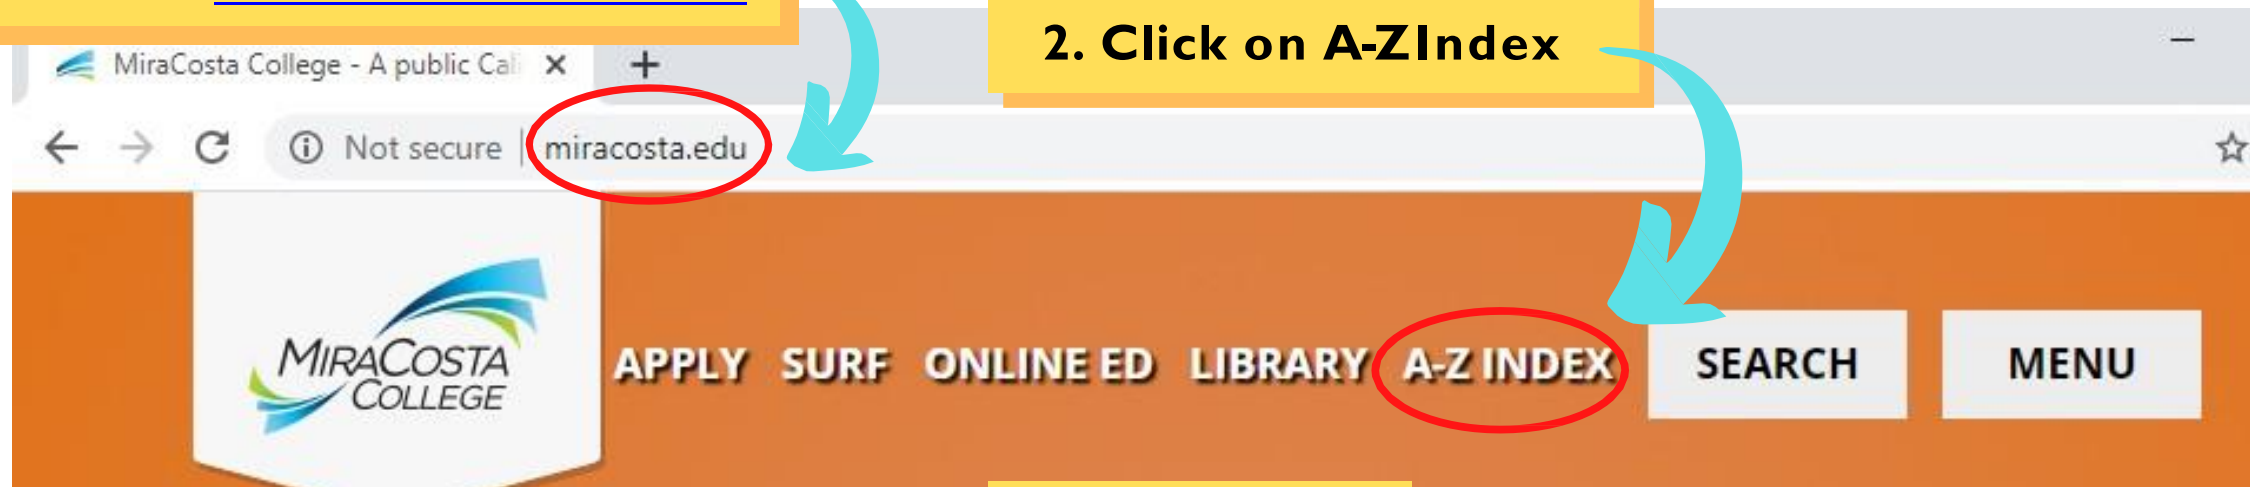 2. Click on A-ZIndex
MiraCosta College - A public Cali
Not secure | miracosta.edu
MIRACOSTA
COLLEGE
APPLY SURF ONLINE ED LIBRARY A-Z INDEX SEARCH MENU